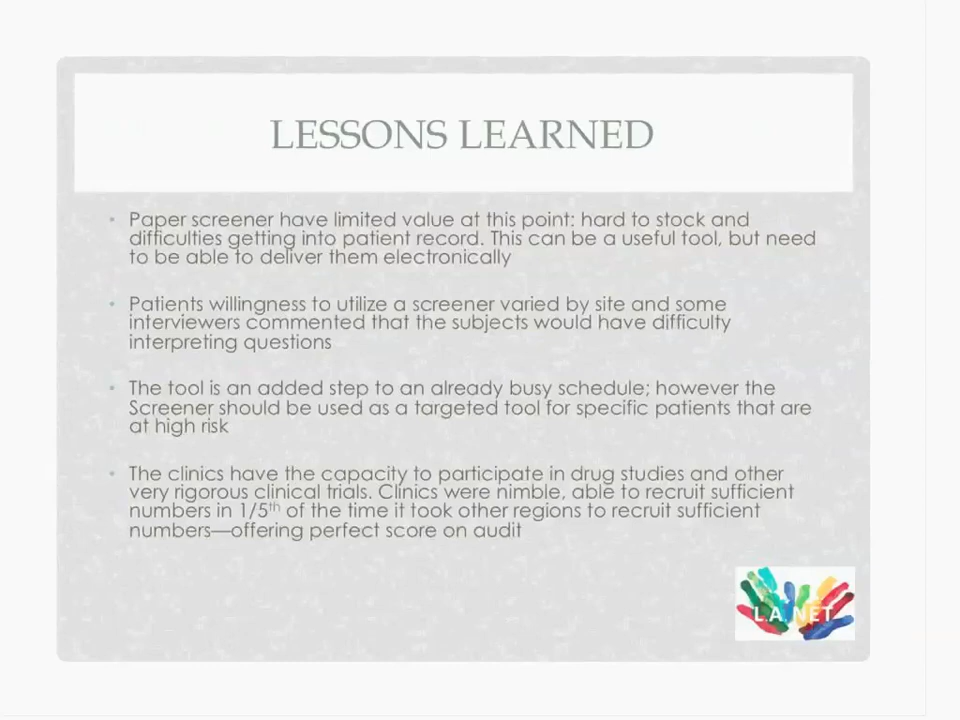 LESSONS LEARNED
• Paper screener have limited value at this point: hard to stock and
difficulties getting into patient record. This can be a useful tool, but need
to be able to deliver them electronically
• Patients willingness to utilize a screener varied by site and some
interviewers commented that the subjects would have difficulty
interpreting questions
• The tool is an added step to an already busy schedule; however the
Screener should be used as a targeted tool for specific patients that are
at high risk
• The clinics have the capacity to participate in drug studies and other
very rigorous clinical trials. Clinics were nimble, able to recruit sufficient
numbers in 1/5th of the time it took other regions to recruit sufficient
numbers—offering perfect score on audit
L.A. NET